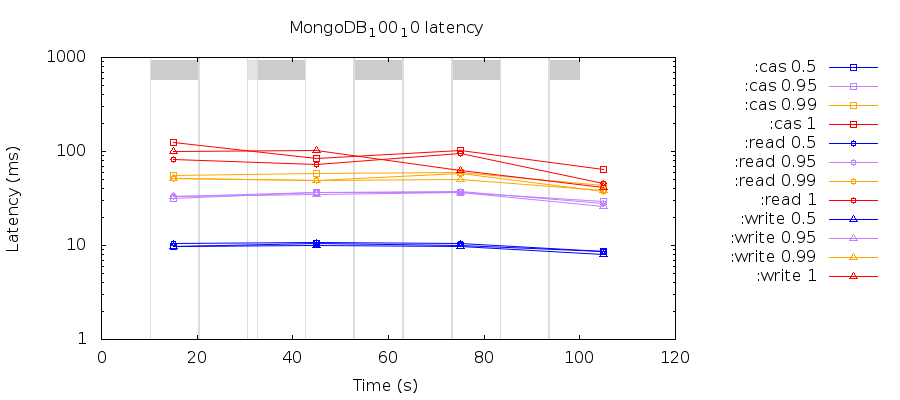 MongoDB₁00₁0 latency
Latency (ms)
1000
100
10
1
0 20 40 60 80 100 120
Time (s)
:cas 0.5
:cas 0.95
:cas 0.99
:cas 1
:read 0.5
:read 0.95
:read 0.99
:read 1
:write 0.5
:write 0.95
:write 0.99
:write 1